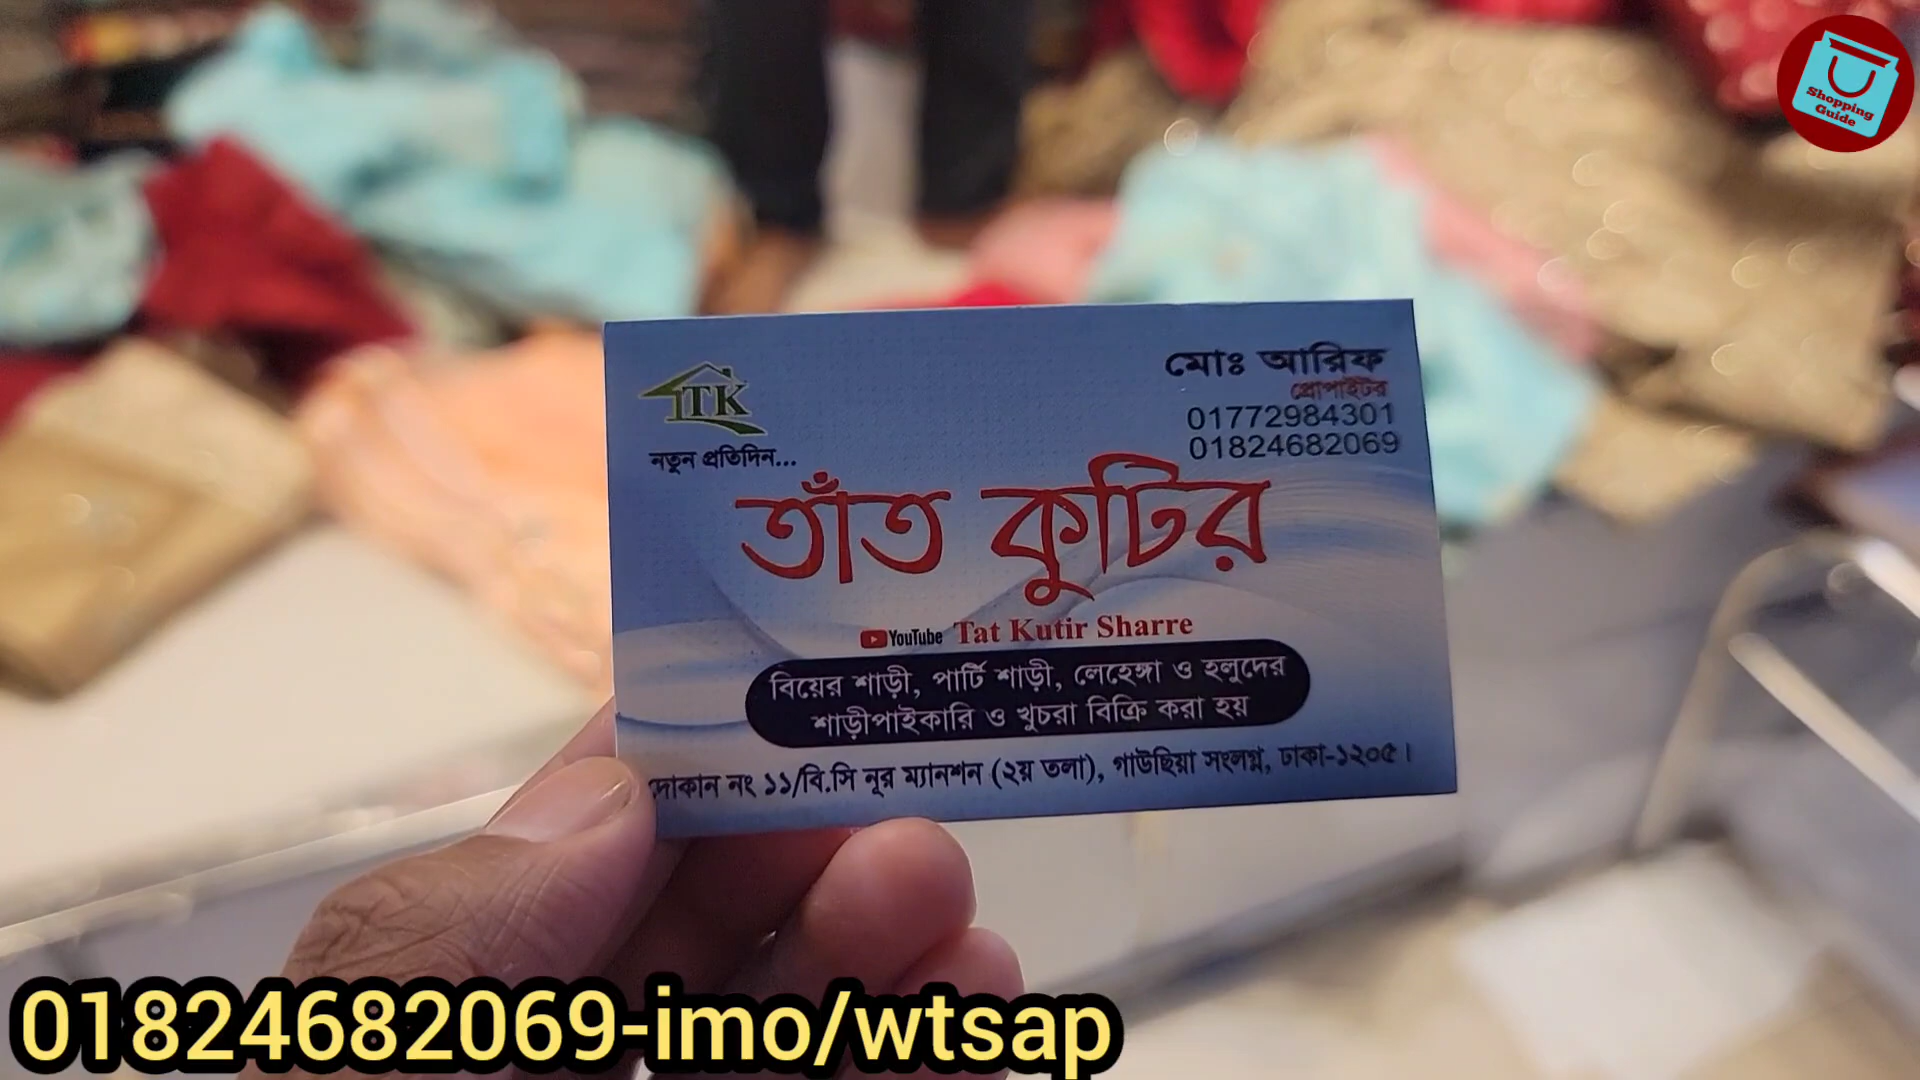 Shopping
Guide
TK
নতুন প্রতিদিন...
মোঃ আরিফ
প্রোপাইটর
01772984301
01824682069
তাঁত কুটির
YouTube Tat Kutir Sharre
বিয়ের শাড়ী, পার্টি শাড়ী, লেহেঙ্গা ও হলুদের
শাড়ীপাইকারি ও খুচরা বিক্রি করা হয়
দোকান নং ১১/বি.সি নূর ম্যানশন (২য় তলা), গাউছিয়া সংলগ্ন, ঢাকা-১২০৫।
01824682069-imo/wtsap